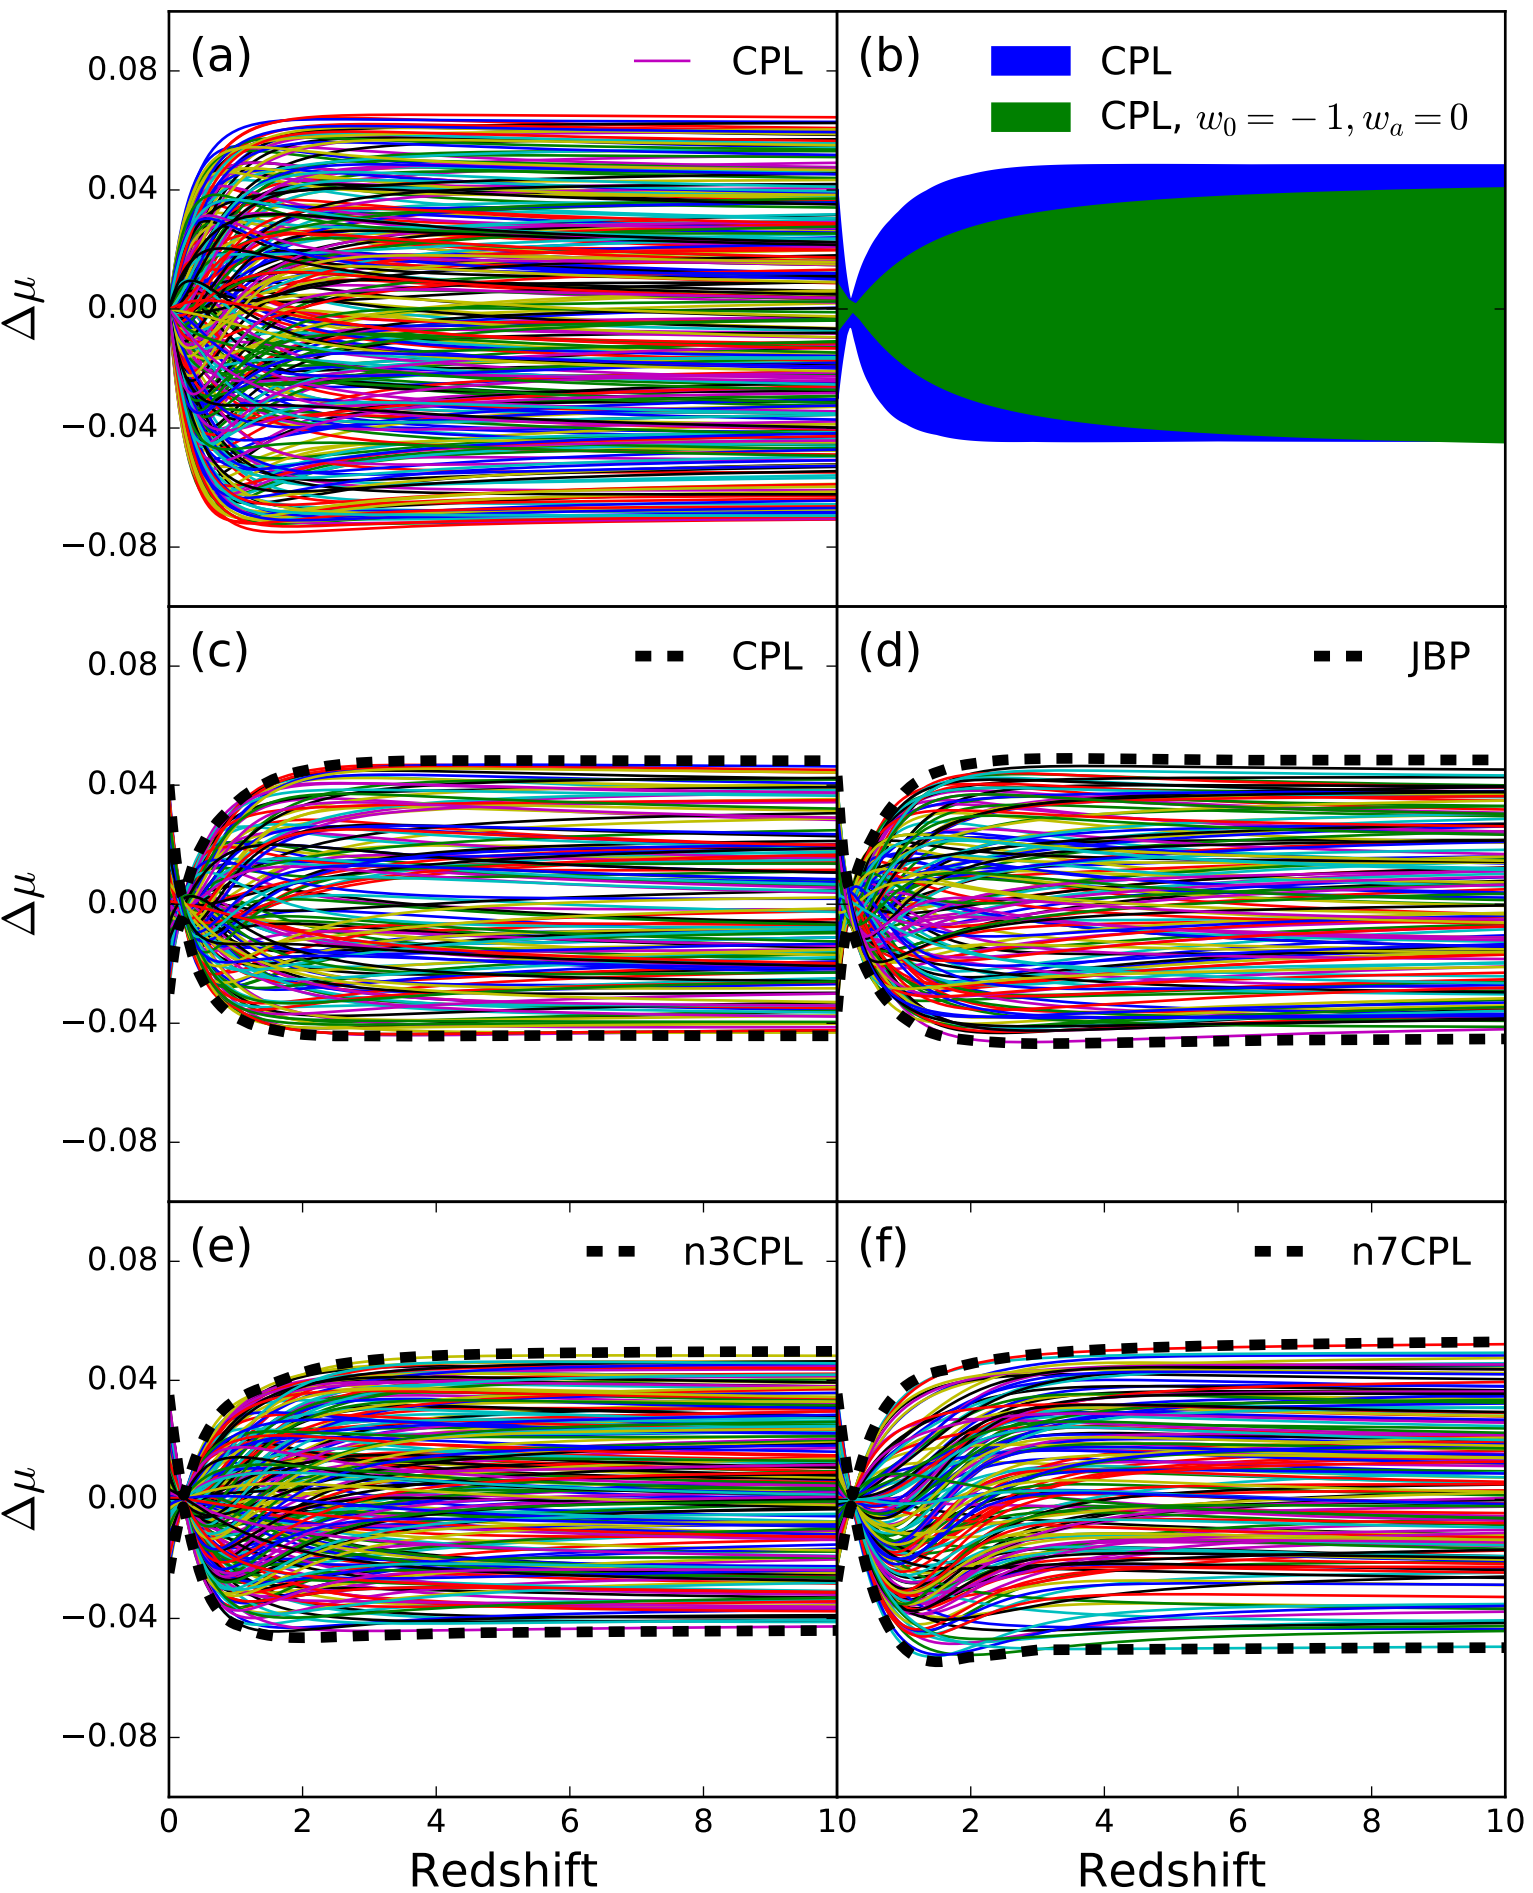 (a) CPL
(b) CPL
CPL, w₀ = −1, wₐ = 0
0.08
0.04
0.00
−0.04
−0.08
Δμ
(c) CPL
(d) JBP
0.08
0.04
0.00
−0.04
−0.08
Δμ
(e) n3CPL
(f) n7CPL
0.08
0.04
0.00
−0.04
−0.08
Δμ
0 2 4 6 8 10 2 4 6 8 10
Redshift Redshift